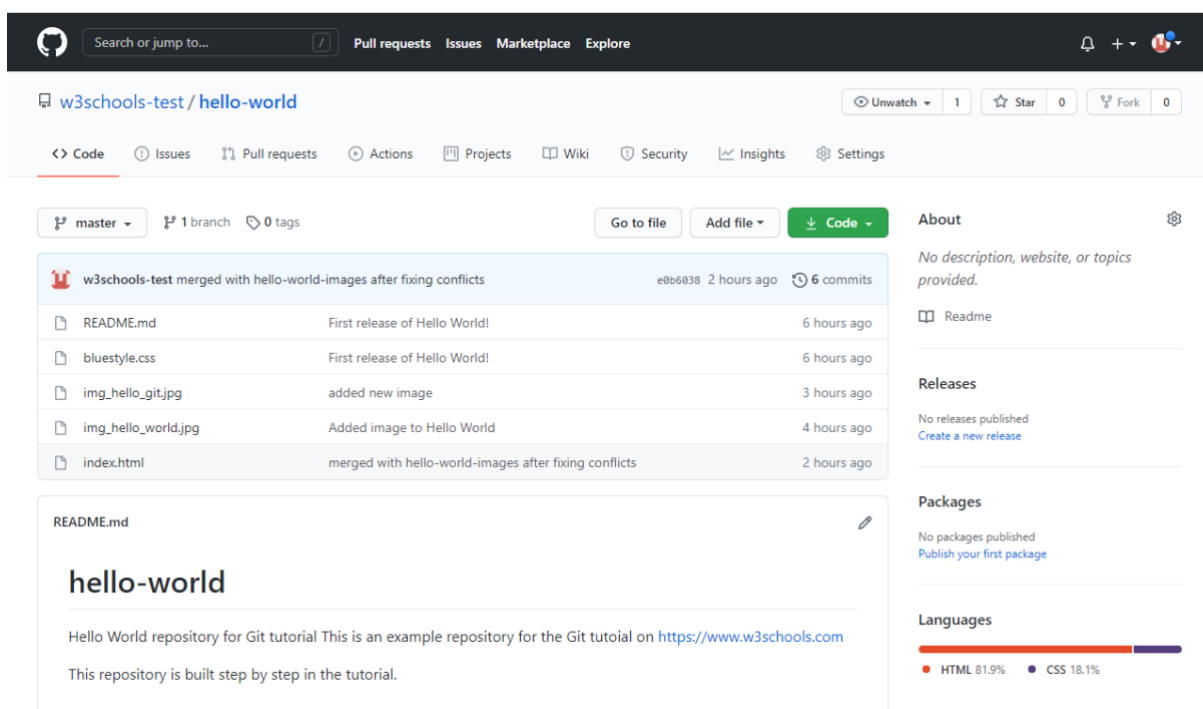 Search or jump to... / Pull requests Issues Marketplace Explore
w3schools-test / hello-world Unwatch 1 Star 0 Fork 0
Code Issues Pull requests Actions Projects Wiki Security Insights Settings
master 1 branch 0 tags Go to file Add file Code
w3schools-test merged with hello-world-images after fixing conflicts e0b6038 2 hours ago 6 commits
README.md First release of Hello World! 6 hours ago
bluestyle.css First release of Hello World! 6 hours ago
img_hello_git.jpg added new image 3 hours ago
img_hello_world.jpg Added image to Hello World 4 hours ago
index.html merged with hello-world-images after fixing conflicts 2 hours ago
README.md
hello-world
Hello World repository for Git tutorial This is an example repository for the Git tutoial on https://www.w3schools.com
This repository is built step by step in the tutorial.
About
No description, website, or topics
provided.
Readme
Releases
No releases published
Create a new release
Packages
No packages published
Publish your first package
Languages
HTML 81.9% CSS 18.1%